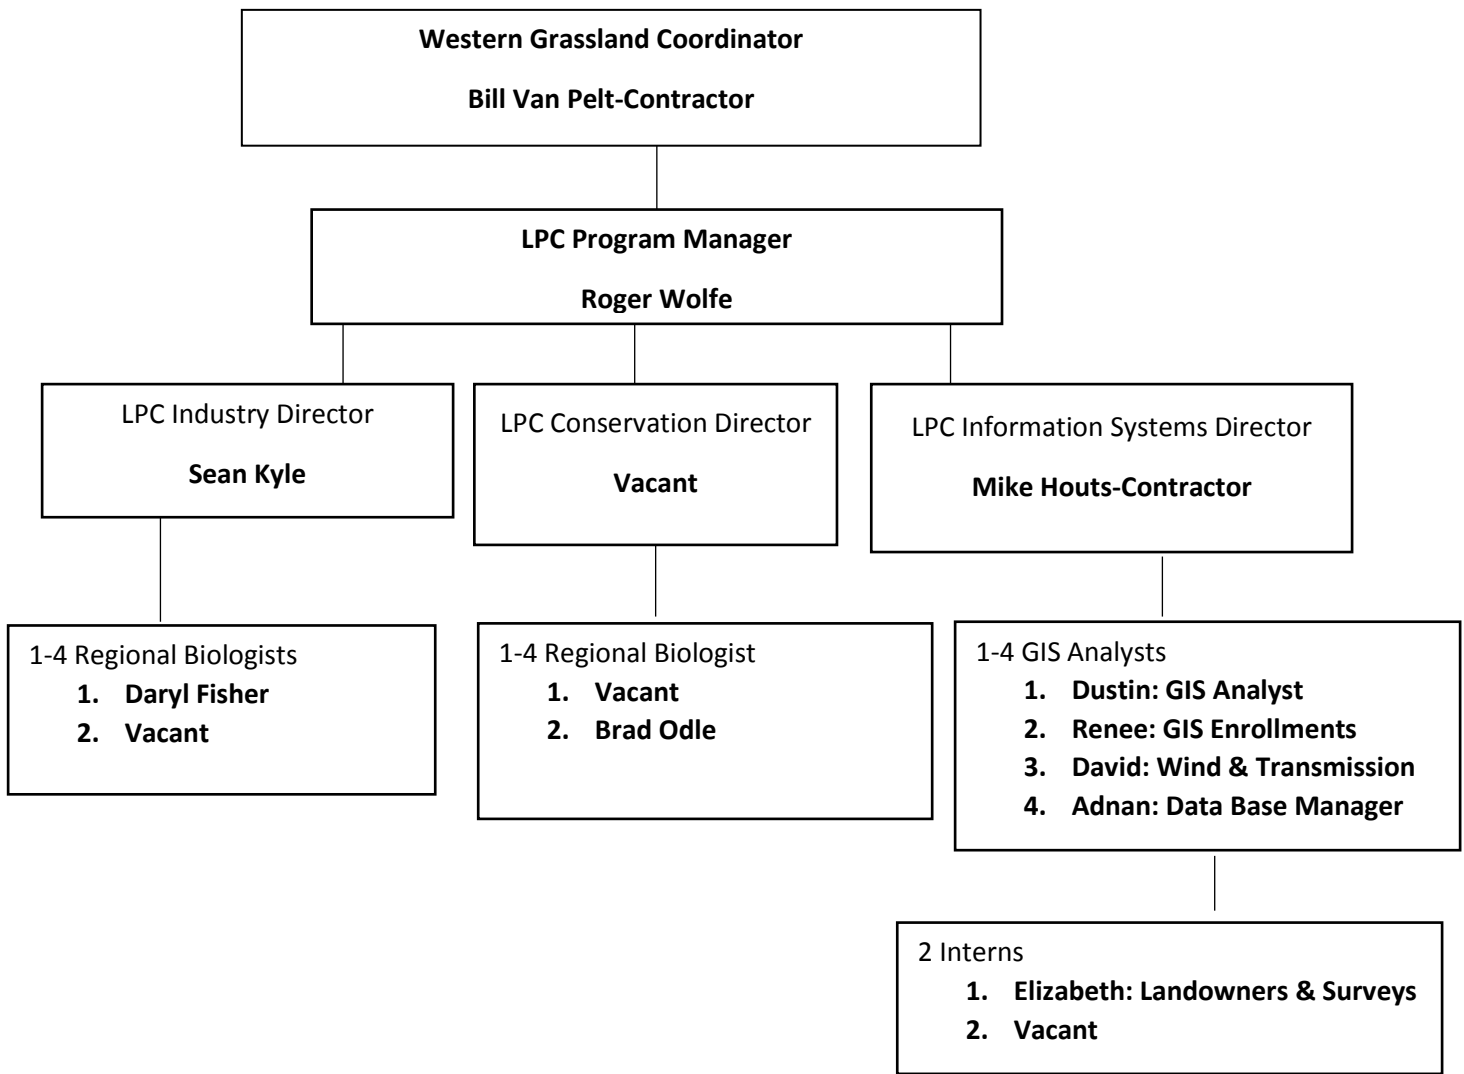 Western Grassland Coordinator
Bill Van Pelt-Contractor
LPC Program Manager
Roger Wolfe
LPC Industry Director
Sean Kyle
LPC Conservation Director
Vacant
LPC Information Systems Director
Mike Houts-Contractor
1-4 Regional Biologists
1. Daryl Fisher
2. Vacant
1-4 Regional Biologist
1. Vacant
2. Brad Odle
1-4 GIS Analysts
1. Dustin: GIS Analyst
2. Renee: GIS Enrollments
3. David: Wind & Transmission
4. Adnan: Data Base Manager
2 Interns
1. Elizabeth: Landowners & Surveys
2. Vacant